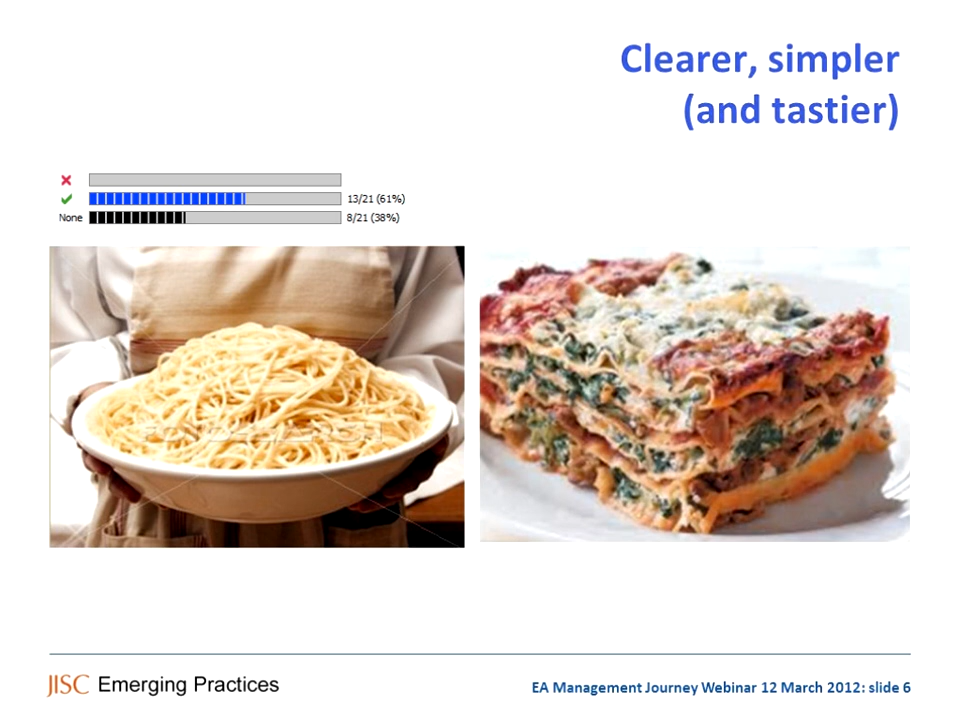 Clearer, simpler
(and tastier)
13/21 (61%)
None 8/21 (38%)
JISC Emerging Practices
EA Management Journey Webinar 12 March 2012: slide 6